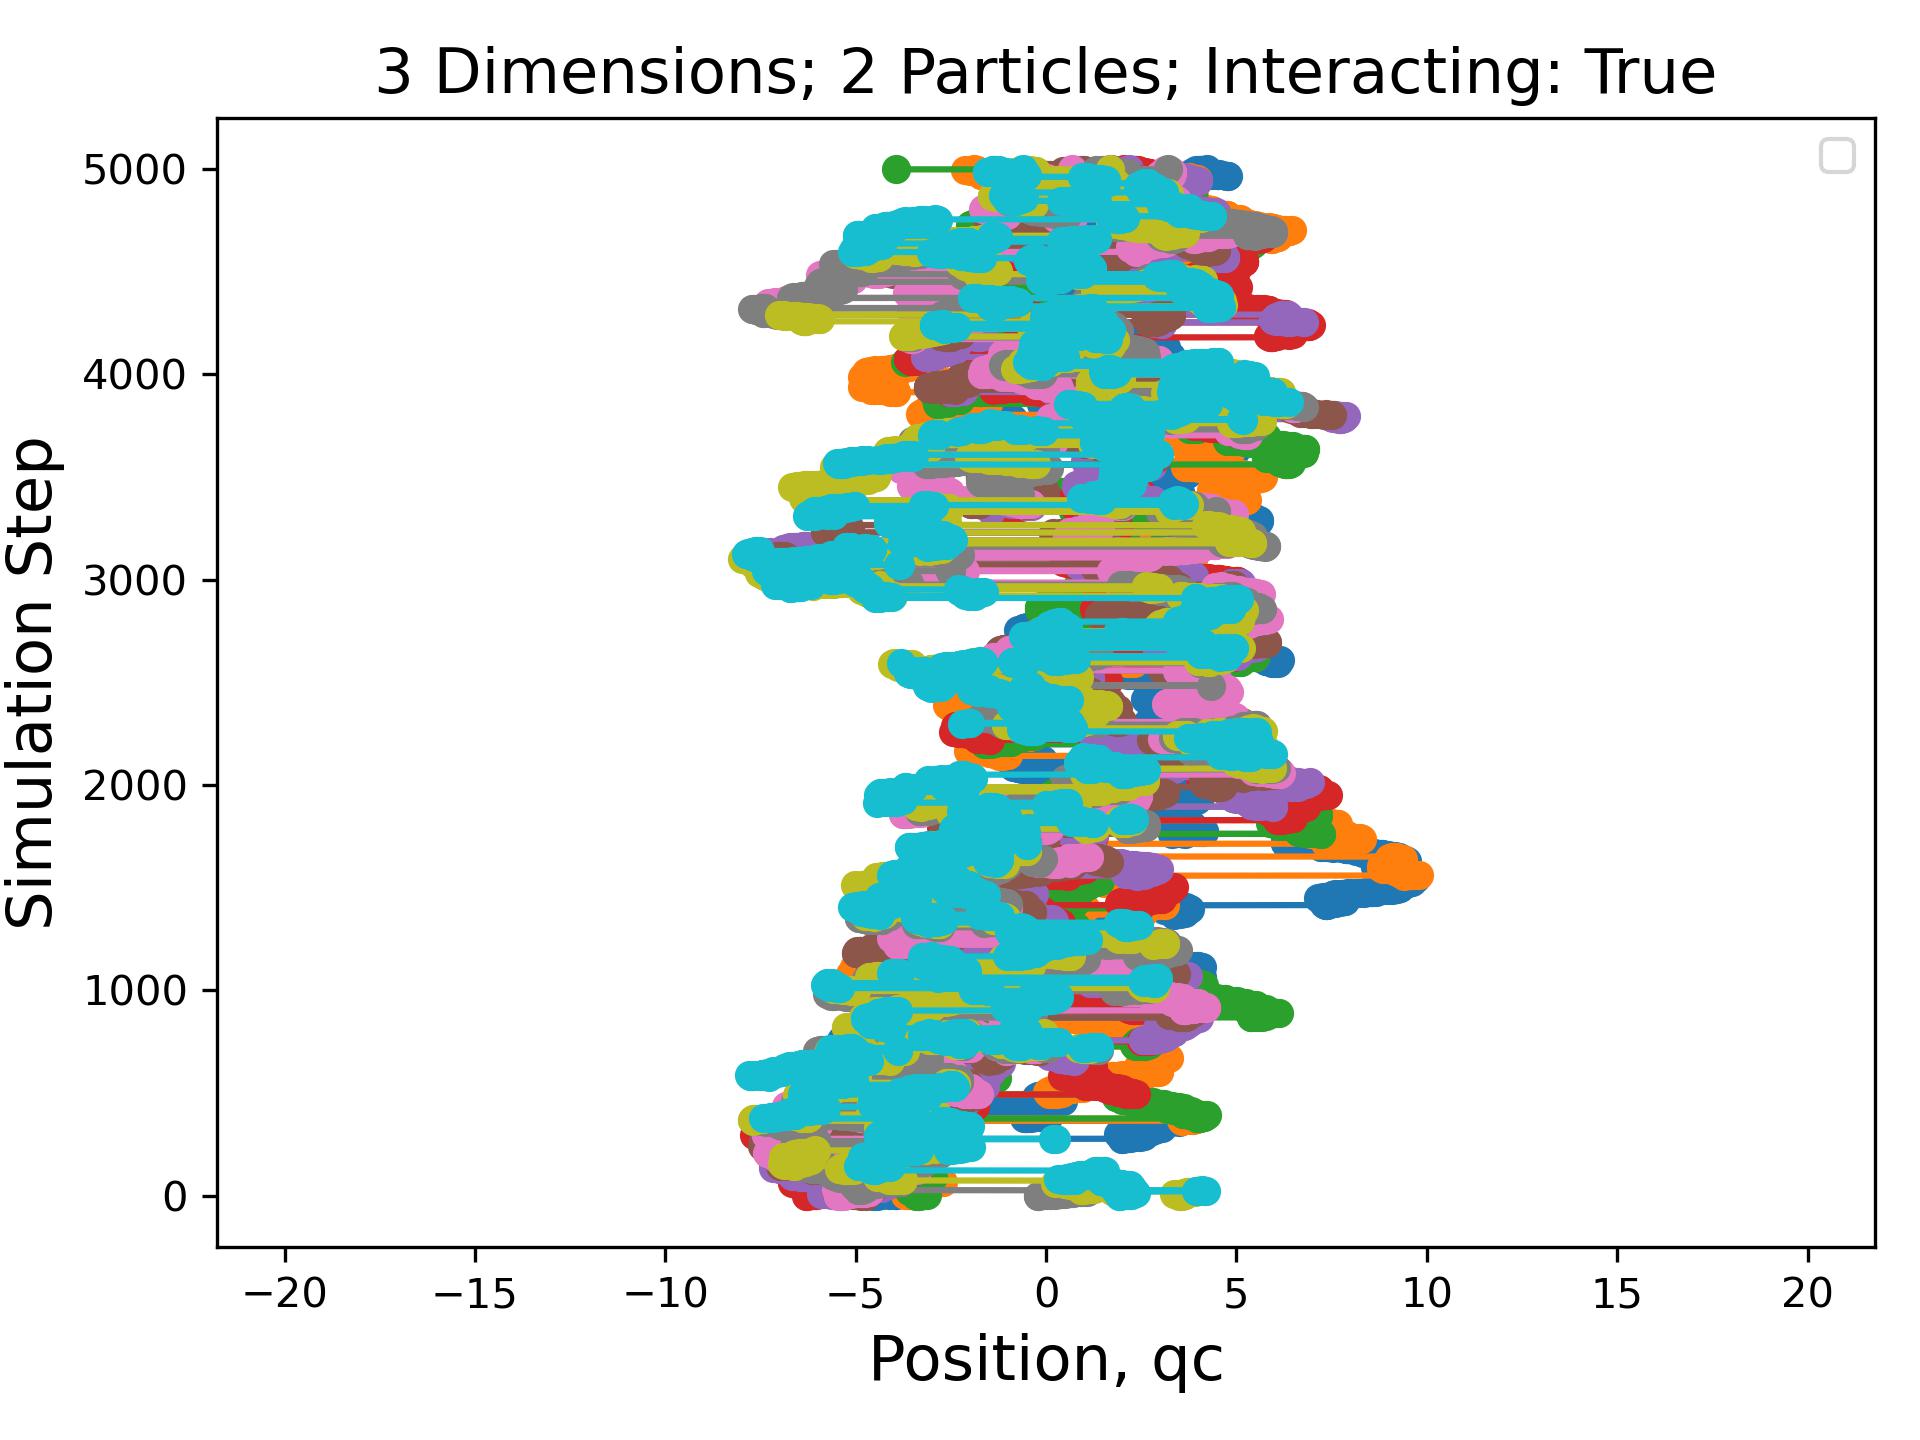 3 Dimensions; 2 Particles; Interacting: True
Simulation Step
5000
4000
3000
2000
1000
0
−20 −15 −10 −5 0 5 10 15 20
Position, qc